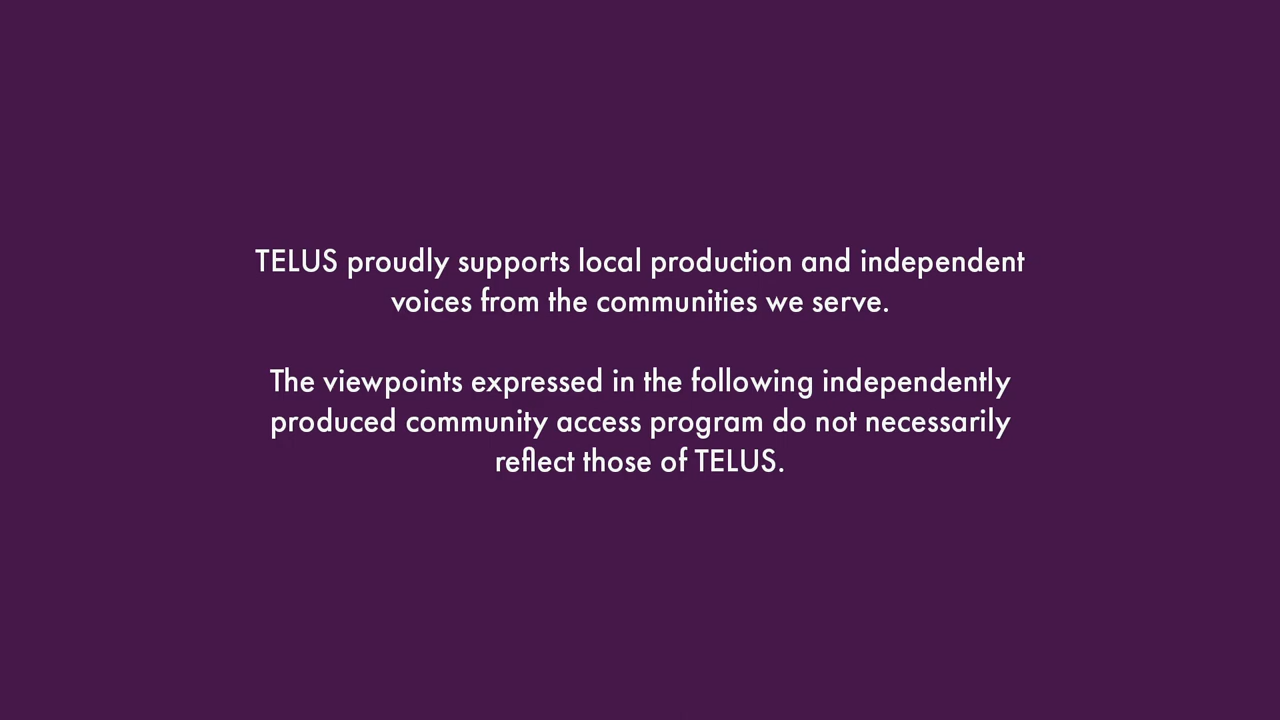 TELUS proudly supports local production and independent
voices from the communities we serve.
The viewpoints expressed in the following independently
produced community access program do not necessarily
reflect those of TELUS.